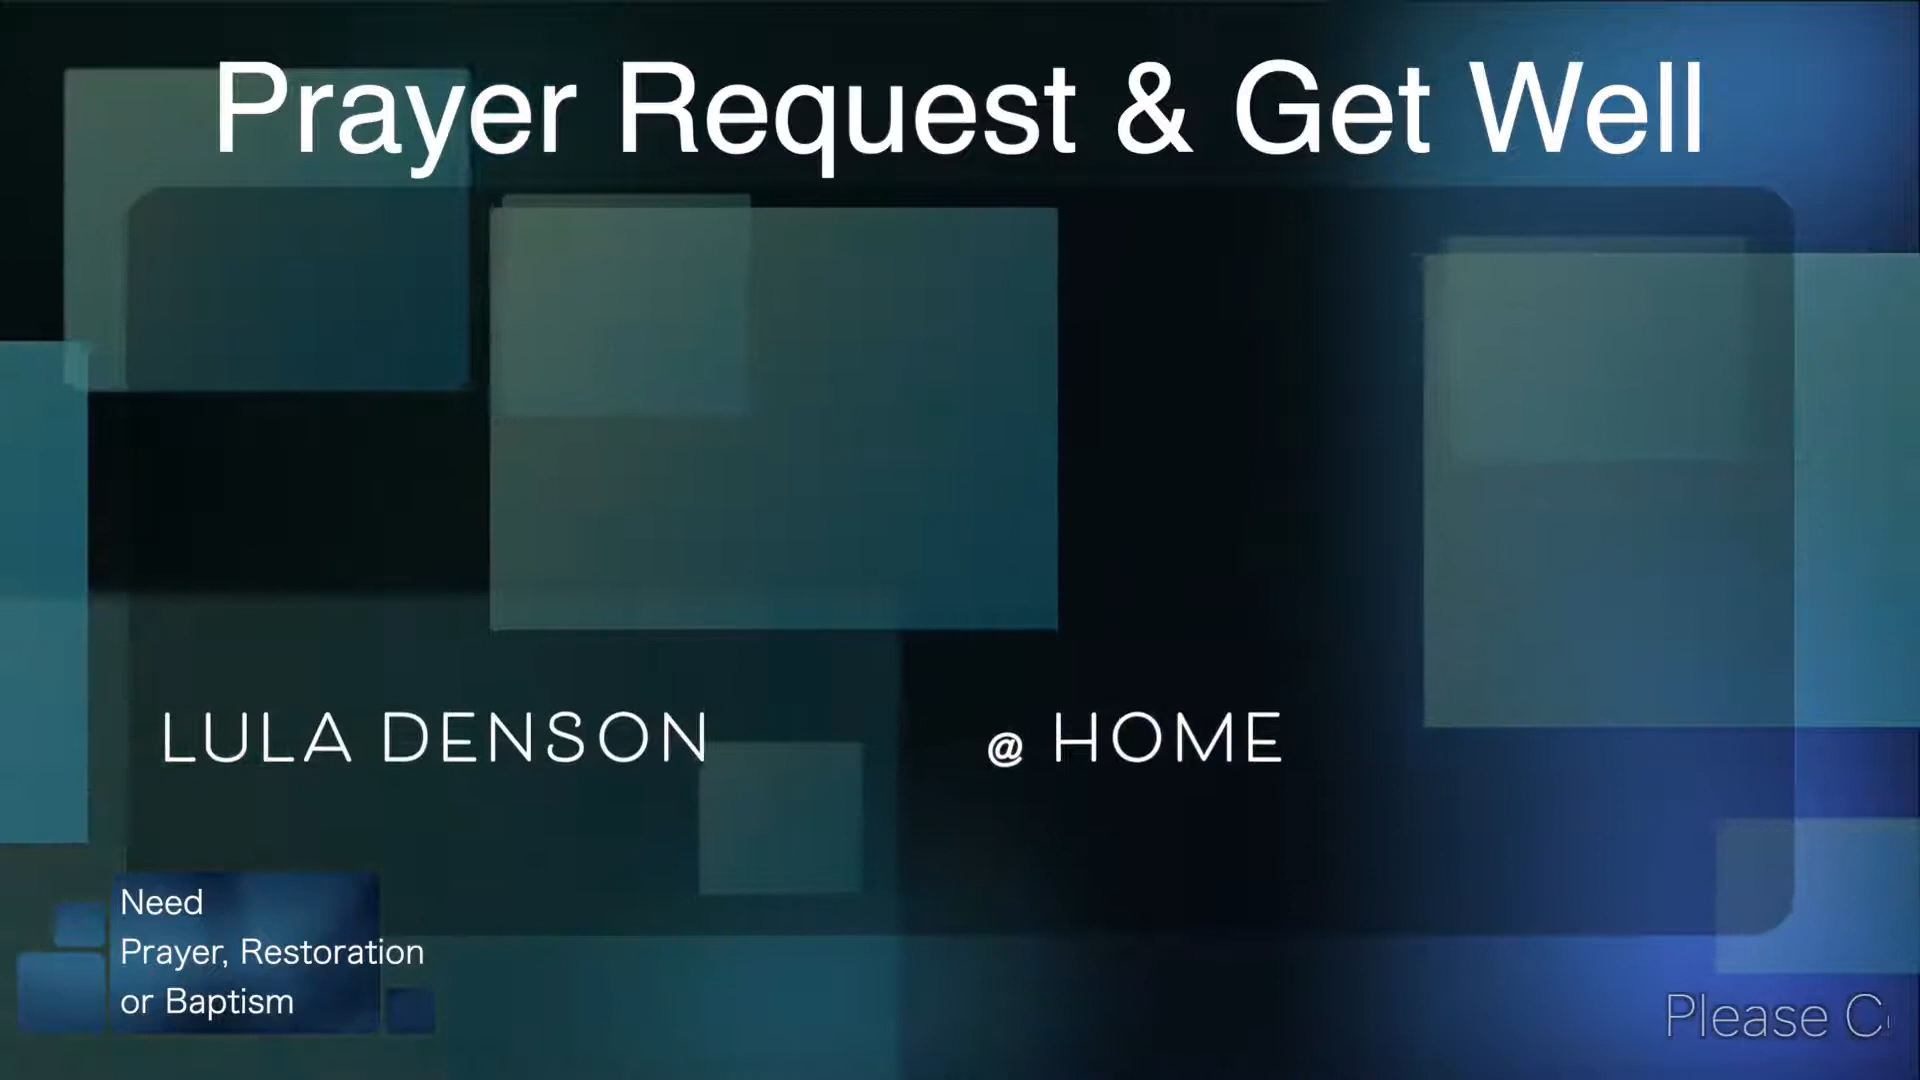 Prayer Request & Get Well
LULA DENSON @ HOME
Need
Prayer, Restoration
or Baptism
Please